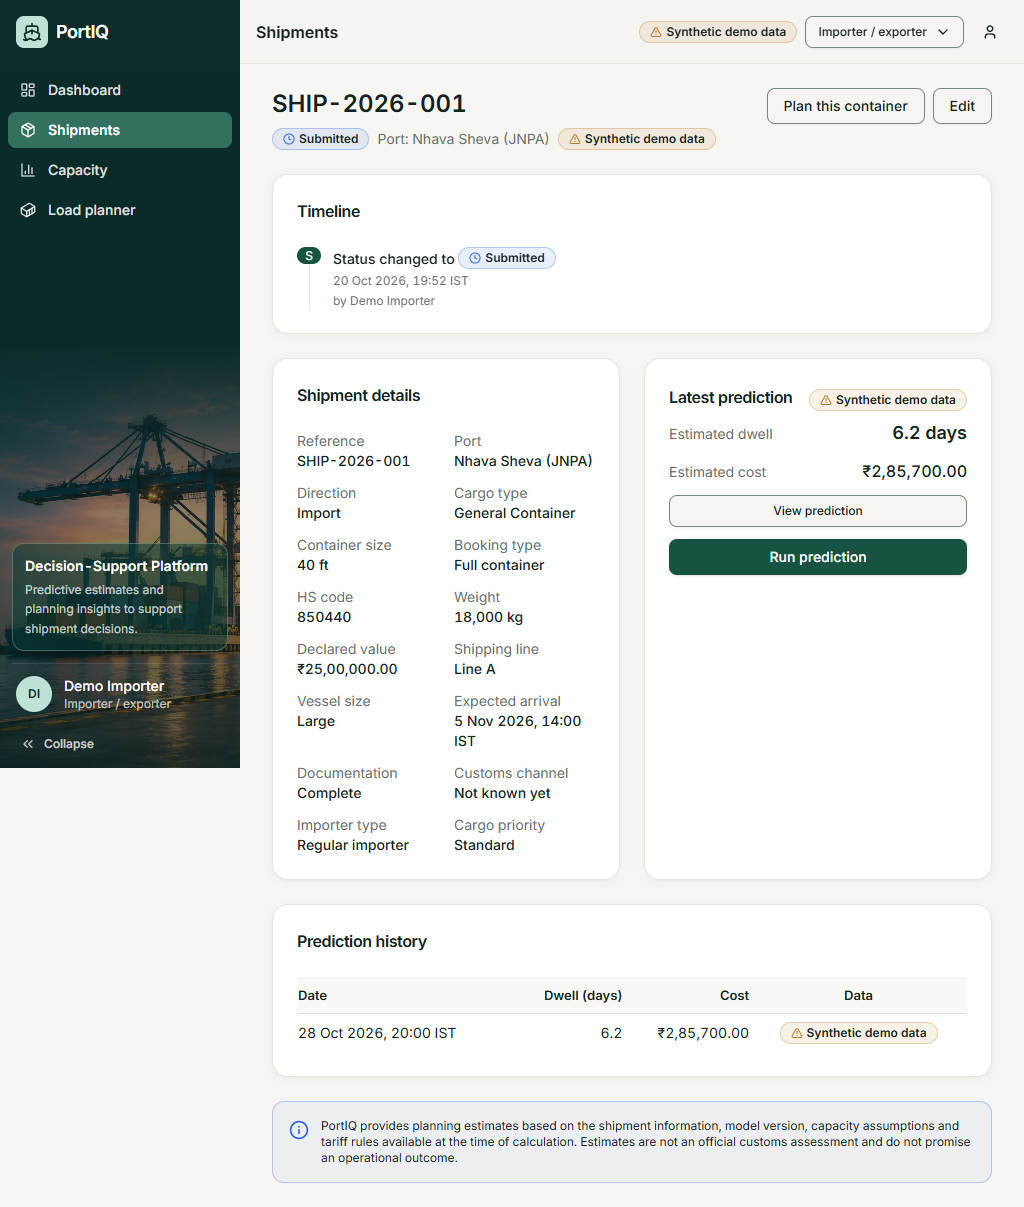 PortIQ
Dashboard
Shipments
Capacity
Load planner
Decision-Support Platform
Predictive estimates and
planning insights to support
shipment decisions.
DI
Demo Importer
Importer / exporter
Collapse
Shipments
Synthetic demo data
Importer / exporter
SHIP-2026-001
Plan this container
Edit
Submitted
Port: Nhava Sheva (JNPA)
Synthetic demo data
Timeline
S
Status changed to Submitted
20 Oct 2026, 19:52 IST
by Demo Importer
Shipment details
Reference
SHIP-2026-001
Port
Nhava Sheva (JNPA)
Direction
Import
Cargo type
General Container
Container size
40 ft
Booking type
Full container
HS code
850440
Weight
18,000 kg
Declared value
₹25,00,000.00
Shipping line
Line A
Vessel size
Large
Expected arrival
5 Nov 2026, 14:00
IST
Documentation
Complete
Customs channel
Not known yet
Importer type
Regular importer
Cargo priority
Standard
Latest prediction
Synthetic demo data
Estimated dwell
6.2 days
Estimated cost
₹2,85,700.00
View prediction
Run prediction
Prediction history
Date Dwell (days) Cost Data
28 Oct 2026, 20:00 IST 6.2 ₹2,85,700.00 Synthetic demo data
PortIQ provides planning estimates based on the shipment information, model version, capacity assumptions and
tariff rules available at the time of calculation. Estimates are not an official customs assessment and do not promise
an operational outcome.